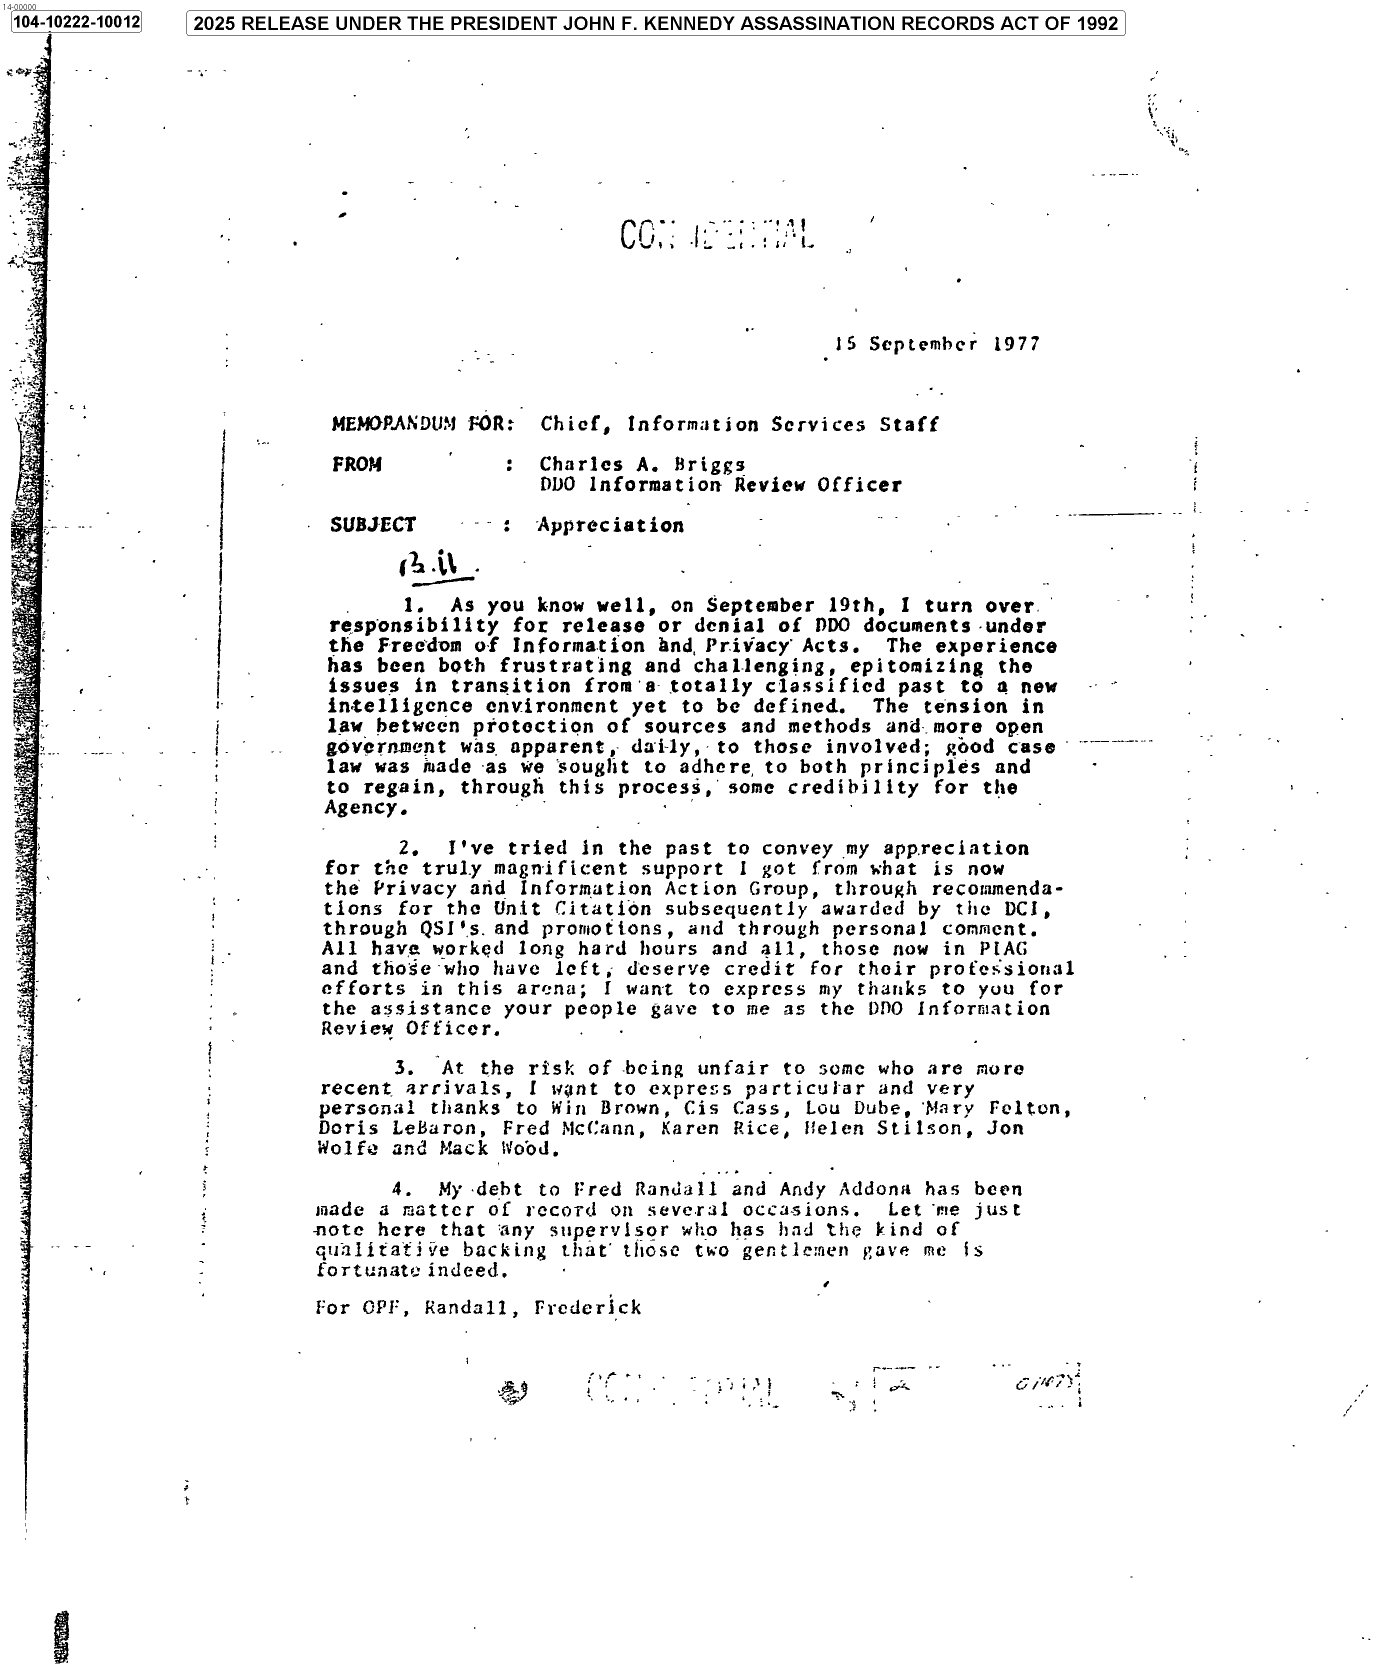 14-00000
104-10222-10012
2025 RELEASE UNDER THE PRESIDENT JOHN F. KENNEDY ASSASSINATION RECORDS ACT OF 1992
CONFIDENTIAL
15 September 1977
MEMORANDUM FOR: Chief, Information Services Staff
FROM : Charles A. Briggs
DDO Information Review Officer
SUBJECT : Appreciation
Bill
1. As you know well, on September 19th, I turn over
responsibility for release or denial of DDO documents under
the Freedom of Information and Privacy Acts. The experience
has been both frustrating and challenging, epitomizing the
issues in transition from a totally classified past to a new
intelligence environment yet to be defined. The tension in
law between protection of sources and methods and more open
government was apparent, daily, to those involved; good case
law was made as we sought to adhere to both principles and
to regain, through this process, some credibility for the
Agency.
2. I've tried in the past to convey my appreciation
for the truly magnificent support I got from what is now
the Privacy and Information Action Group, through recommenda-
tions for the Unit Citation subsequently awarded by the DCI,
through QSI's and promotions, and through personal comment.
All have worked long hard hours and all, those now in PIAG
and those who have left, deserve credit for their professional
efforts in this arena; I want to express my thanks to you for
the assistance your people gave to me as the DDO Information
Review Officer.
3. At the risk of being unfair to some who are more
recent arrivals, I want to express particular and very
personal thanks to Win Brown, Cis Cass, Lou Dube, Mary Felton,
Doris LeBaron, Fred McCann, Karen Rice, Helen Stilson, Jon
Wolfe and Mack Wood.
4. My debt to Fred Randall and Andy Addona has been
made a matter of record on several occasions. Let me just
note here that any supervisor who has had the kind of
qualitative backing that those two gentlemen gave me is
fortunate indeed.
For OPF, Randall, Frederick
CONFIDENTIAL